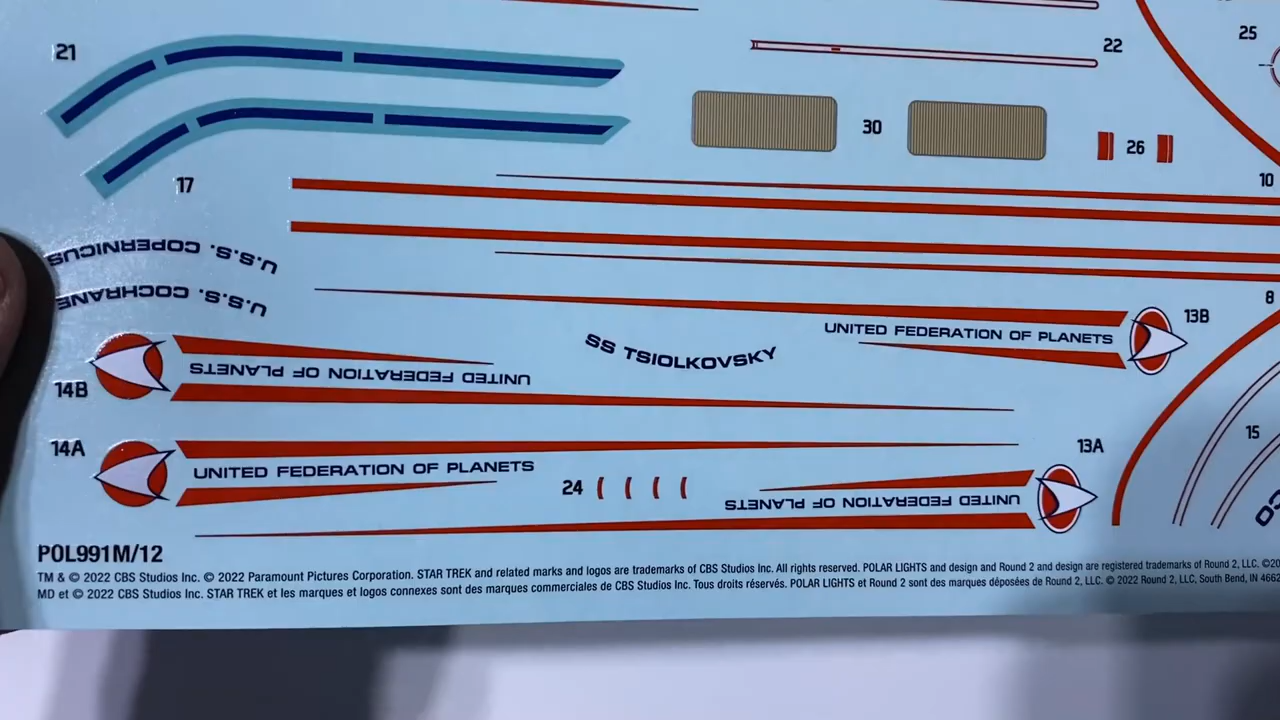 21
22
25
30
26
17
10
U.S.S. COPERNICUS
U.S.S. COCHRANE
8
13B
UNITED FEDERATION OF PLANETS
SS TSIOLKOVSKY
UNITED FEDERATION OF PLANETS
14B
14A
13A
15
UNITED FEDERATION OF PLANETS
24
UNITED FEDERATION OF PLANETS
CO
POL991M/12
TM & © 2022 CBS Studios Inc. © 2022 Paramount Pictures Corporation. STAR TREK and related marks and logos are trademarks of CBS Studios Inc. All rights reserved. POLAR LIGHTS and design and Round 2 and design are registered trademarks of Round 2, LLC. ©20
MD et © 2022 CBS Studios Inc. STAR TREK et les marques et logos connexes sont des marques commerciales de CBS Studios Inc. Tous droits réservés. POLAR LIGHTS et Round 2 sont des marques déposées de Round 2, LLC. © 2022 Round 2, LLC, South Bend, IN 4662